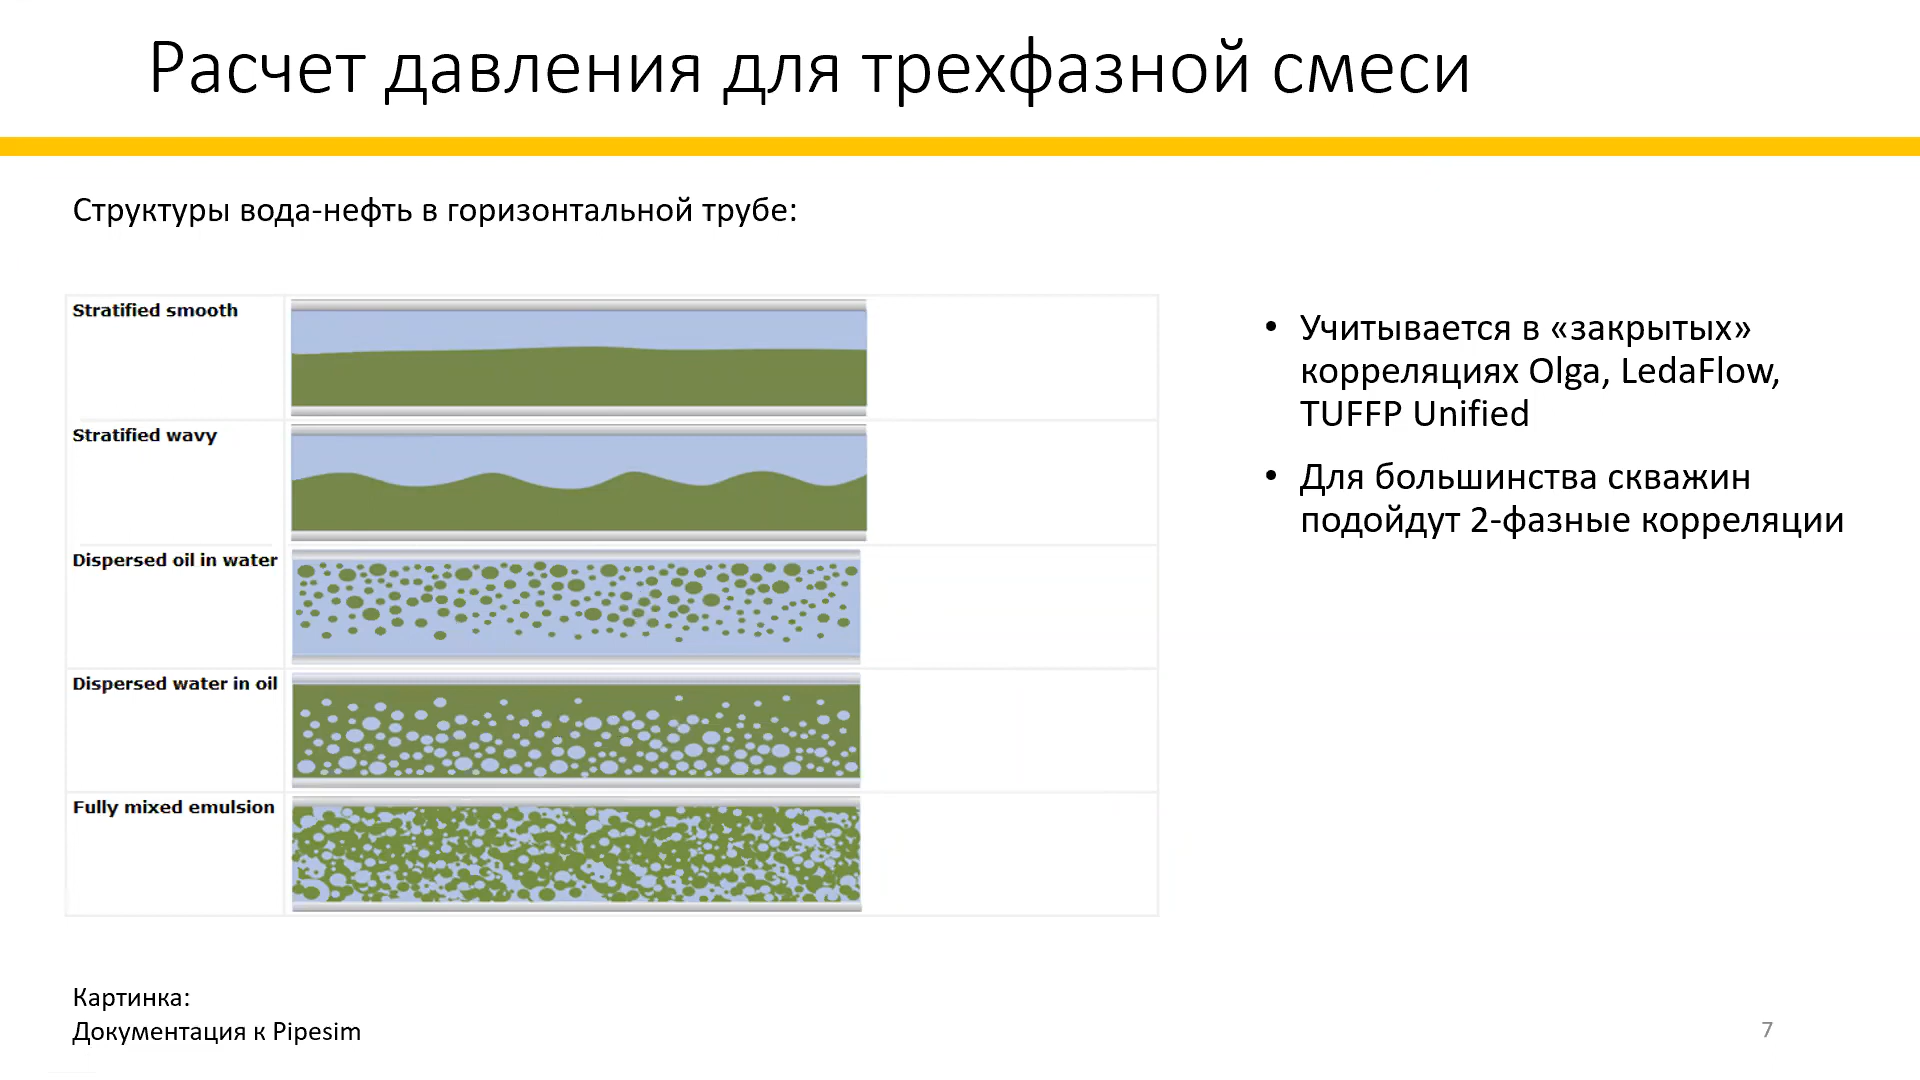 Расчет давления для трехфазной смеси
Структуры вода-нефть в горизонтальной трубе:
Stratified smooth
Stratified wavy
Dispersed oil in water
Dispersed water in oil
Fully mixed emulsion
• Учитывается в «закрытых»
корреляциях Olga, LedaFlow,
TUFFP Unified
• Для большинства скважин
подойдут 2-фазные корреляции
Картинка:
Документация к Pipesim
7